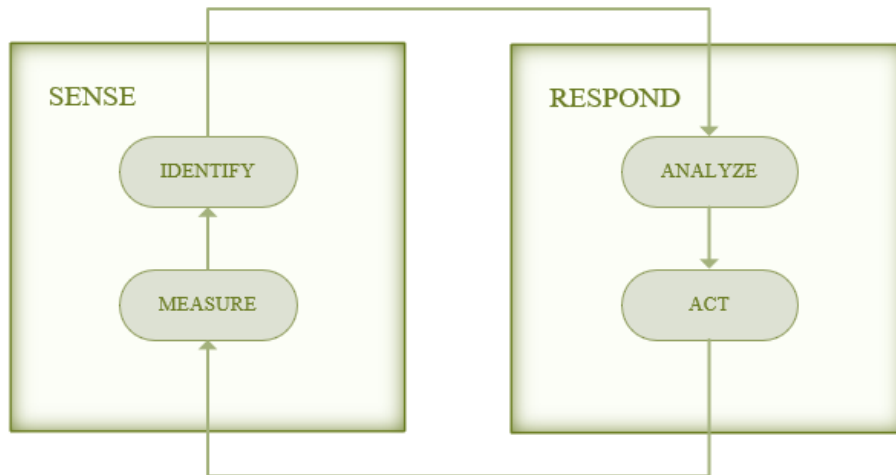 SENSE
IDENTIFY
MEASURE
RESPOND
ANALYZE
ACT